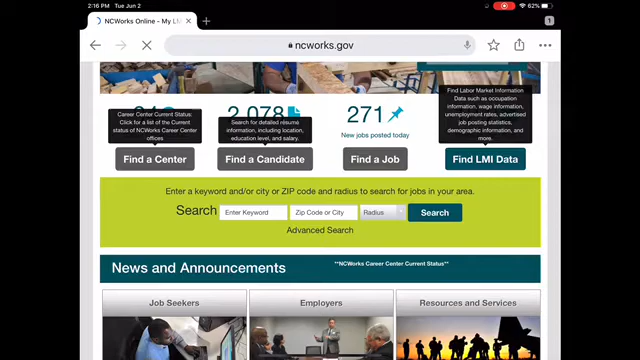 2:16 PM Tue Jun 2
62%
NCWorks Online - My LMI
1
ncworks.gov
2,078
271
New jobs posted today
Career Center Current Status:
Click for a list of the Current
status of NCWorks Career Center
offices
Search for detailed résumé
information, including location,
education level, and salary.
Find Labor Market Information
Data such as occupation
information, wage information,
unemployment rates, advertised
job posting statistics,
demographic information, and
more.
Find a Center
Find a Candidate
Find a Job
Find LMI Data
Enter a keyword and/or city or ZIP code and radius to search for jobs in your area.
Search
Enter Keyword
Zip Code or City
Radius
Search
Advanced Search
News and Announcements
**NCWorks Career Center Current Status**
Job Seekers
Employers
Resources and Services